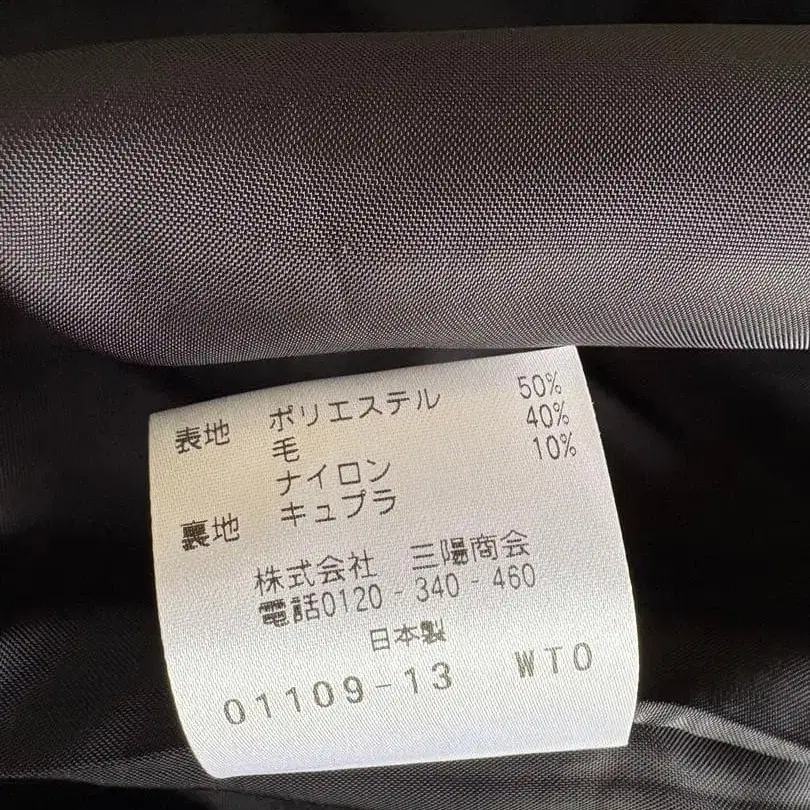 表地 ポリエステル 50%
毛 40%
ナイロン 10%
裏地 キュプラ
株式会社 三陽商会
電話0120-340-460
日本製
01109-13 WTO